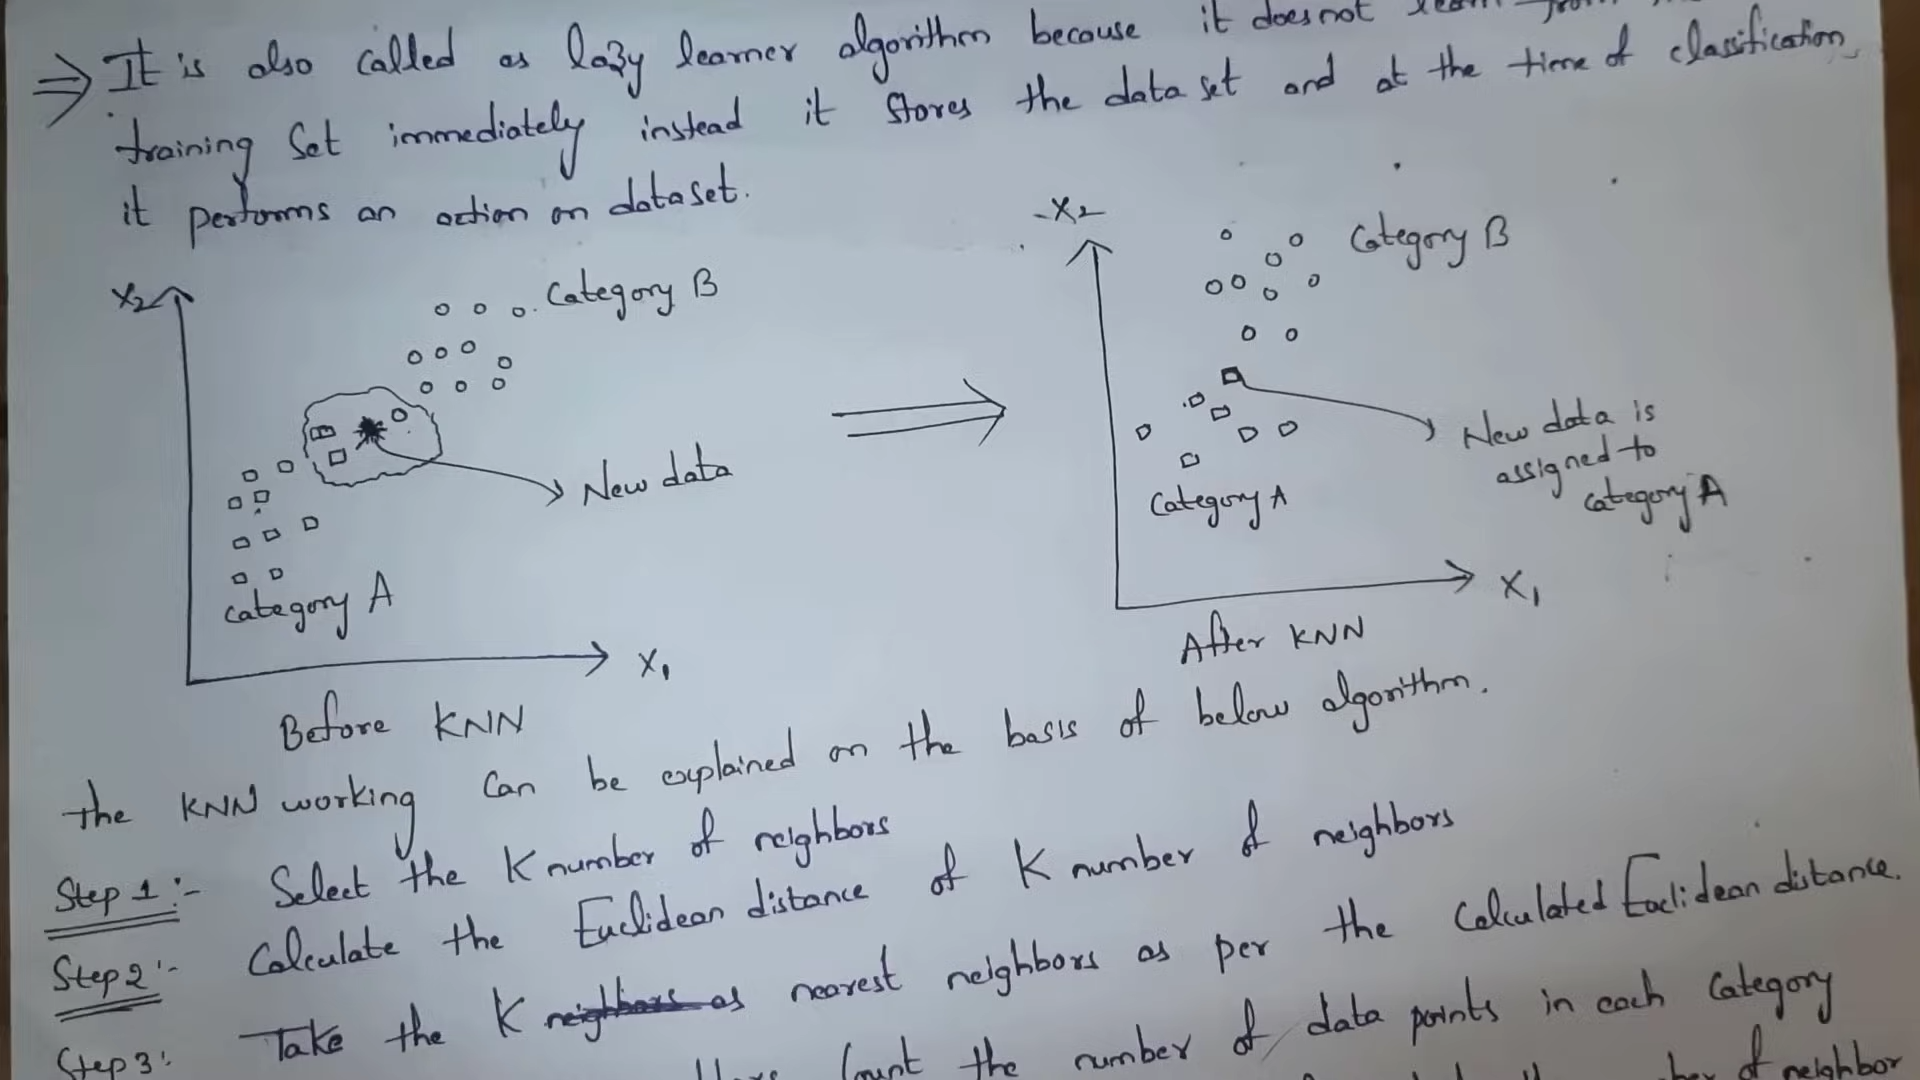 ⇒ It is also called as lazy learner algorithm because it does not learn from
training set immediately instead it stores the data set and at the time of classification,
it performs an action on dataset.
X2
Category B
New data
Category A
X1
Before KNN
-X2
Category B
New data is
assigned to
category A
Category A
X1
After KNN
the KNN working can be explained on the basis of below algorithm.
Step 1:- Select the K number of neighbors
Step 2:- Calculate the Euclidean distance of K number of neighbors
Step 3: Take the K nearest neighbors as per the Calculated Euclidean distance.
Count the number of data points in each Category
of neighbor